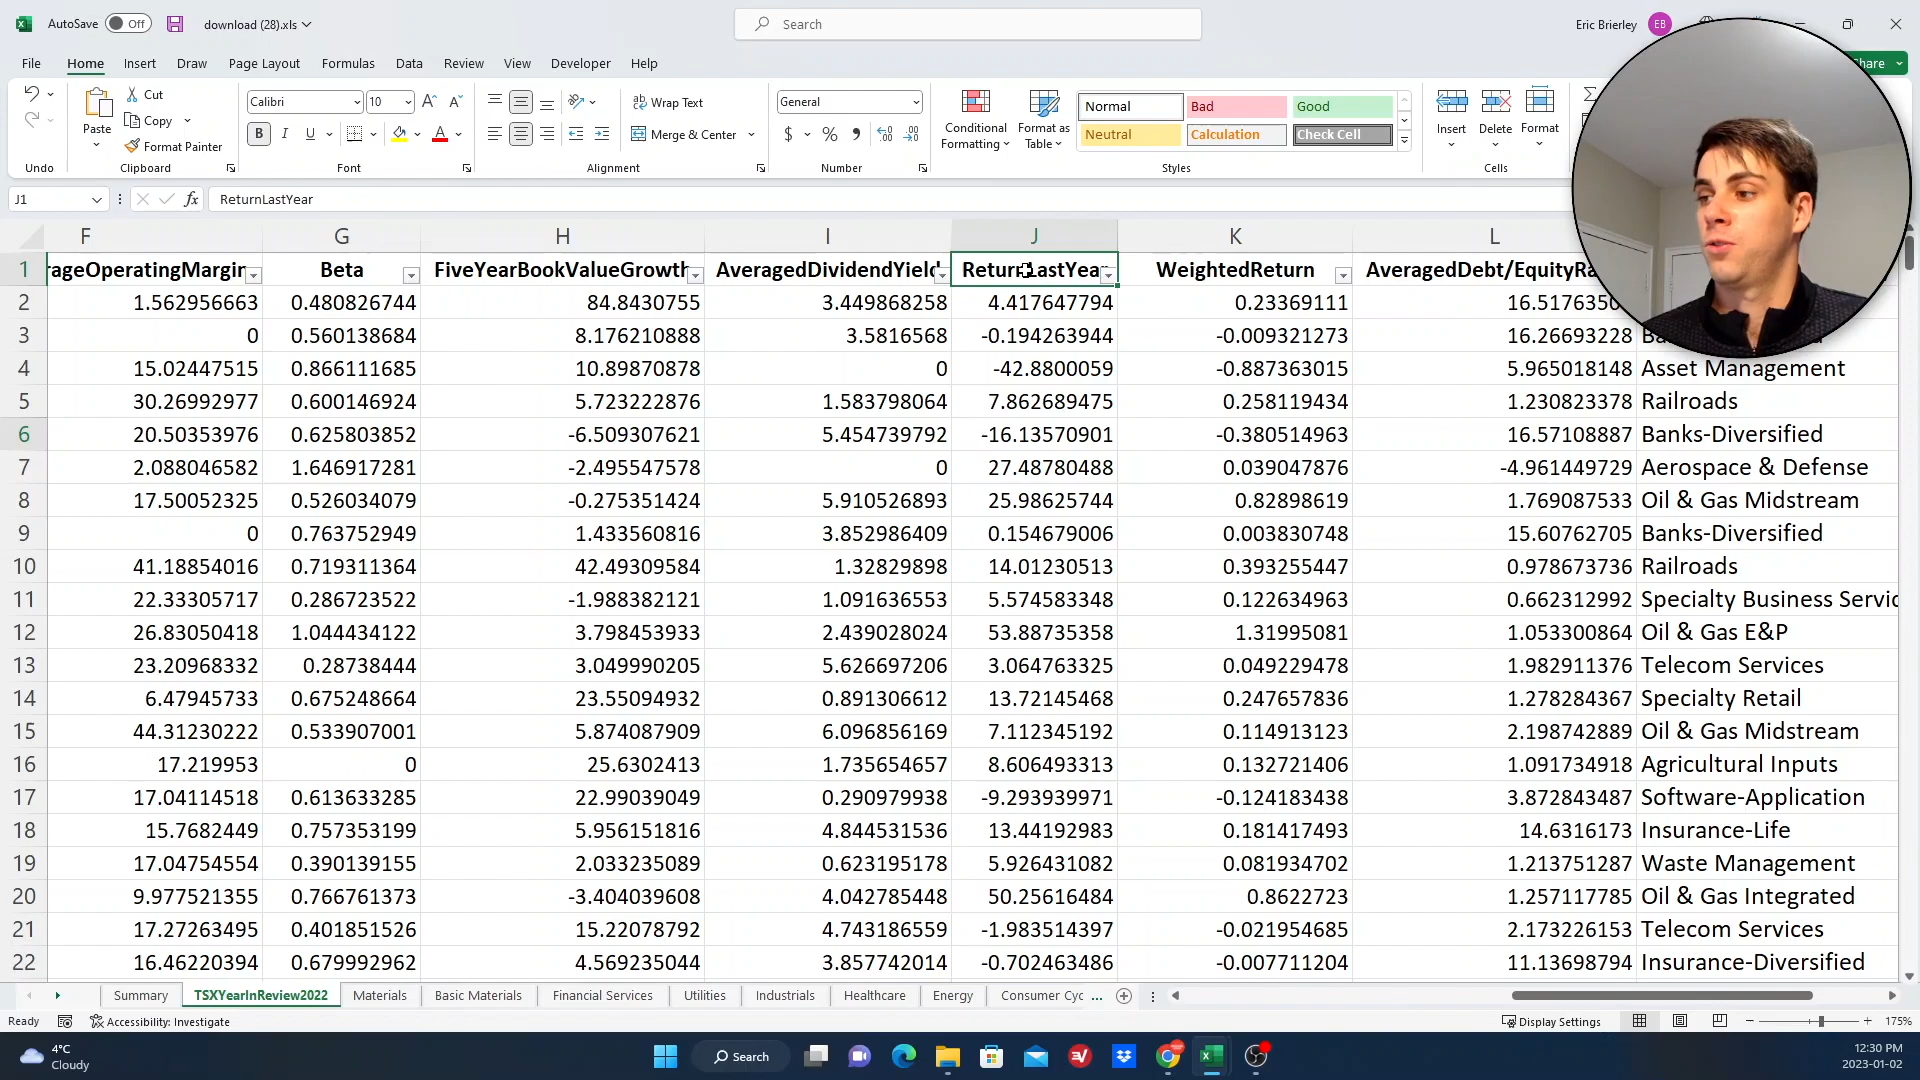 AutoSave Off download (28).xls Search Eric Brierley EB
File Home Insert Draw Page Layout Formulas Data Review View Developer Help Share
Cut Calibri 10 Wrap Text General Normal Bad Good
Paste Copy B I U Merge & Center $ % Conditional Formatting Format as Table Neutral Calculation Check Cell Insert Delete Format
Format Painter
Undo Clipboard Font Alignment Number Styles Cells
J1 fx ReturnLastYear
F G H I J K L
1 rageOperatingMargin Beta FiveYearBookValueGrowth AveragedDividendYield ReturnLastYea WeightedReturn AveragedDebt/EquityRa
2 1.562956663 0.480826744 84.8430755 3.449868258 4.417647794 0.23369111
3 0 0.560138684 8.176210888 3.5816568 -0.194263944 -0.009321273 16.26693228
4 15.02447515 0.866111685 10.89870878 0 -42.8800059 -0.887363015 5.965018148 Asset Management
5 30.26992977 0.600146924 5.723222876 1.583798064 7.862689475 0.258119434 1.230823378 Railroads
6 20.50353976 0.625803852 -6.509307621 5.454739792 -16.13570901 -0.380514963 16.57108887 Banks-Diversified
7 2.088046582 1.646917281 -2.495547578 0 27.48780488 0.039047876 -4.961449729 Aerospace & Defense
8 17.50052325 0.526034079 -0.275351424 5.910526893 25.98625744 0.82898619 1.769087533 Oil & Gas Midstream
9 0 0.763752949 1.433560816 3.852986409 0.154679006 0.003830748 15.60762705 Banks-Diversified
10 41.18854016 0.719311364 42.49309584 1.32829898 14.01230513 0.393255447 0.978673736 Railroads
11 22.33305717 0.286723522 -1.988382121 1.091636553 5.574583348 0.122634963 0.662312992 Specialty Business Servic
12 26.83050418 1.044434122 3.798453933 2.439028024 53.88735358 1.31995081 1.053300864 Oil & Gas E&P
13 23.20968332 0.28738444 3.049990205 5.626697206 3.064763325 0.049229478 1.982911376 Telecom Services
14 6.47945733 0.675248664 23.55094932 0.891306612 13.72145468 0.247657836 1.278284367 Specialty Retail
15 44.31230222 0.533907001 5.874087909 6.096856169 7.112345192 0.114913123 2.198742889 Oil & Gas Midstream
16 17.219953 0 25.6302413 1.735654657 8.606493313 0.132721406 1.091734918 Agricultural Inputs
17 17.04114518 0.613633285 22.99039049 0.290979938 -9.293939971 -0.124183438 3.872843487 Software-Application
18 15.7682449 0.757353199 5.956151816 4.844531536 13.44192983 0.181417493 14.6316173 Insurance-Life
19 17.04754554 0.390139155 2.033235089 0.623195178 5.926431082 0.081934702 1.213751287 Waste Management
20 9.977521355 0.766761373 -3.404039608 4.042785448 50.25616484 0.8622723 1.257117785 Oil & Gas Integrated
21 17.27263495 0.401851526 15.22078792 4.743186559 -1.983514397 -0.021954685 2.173226153 Telecom Services
22 16.46220394 0.679992962 4.569235044 3.857742014 -0.702463486 -0.007711204 11.13698794 Insurance-Diversified
Summary TSXYearInReview2022 Materials Basic Materials Financial Services Utilities Industrials Healthcare Energy Consumer Cyc ...
Ready Accessibility: Investigate Display Settings 175%
4°C Search 12:30 PM
Cloudy 2023-01-02